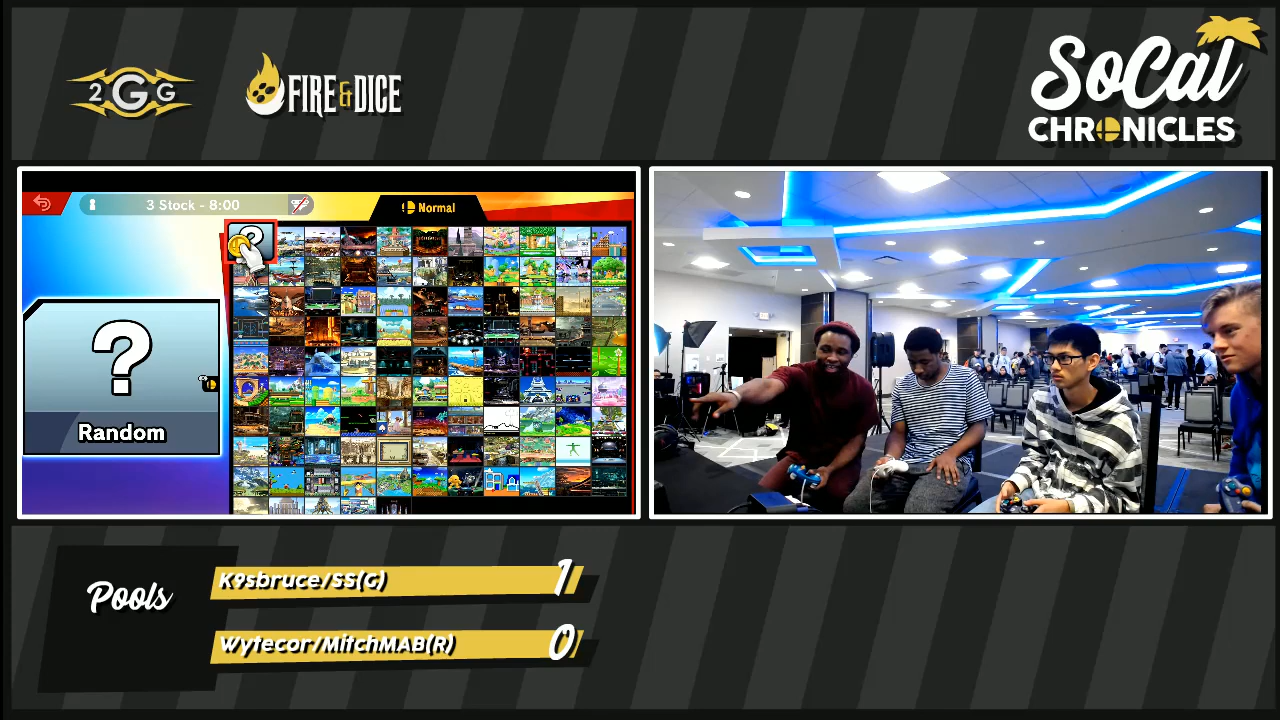 2GG
FIRE&DICE
SoCal
CHRONICLES
3 Stock - 8:00
Normal
?
?
Random
Pools
K9sbruce/SS(G) 1
Wytecor/MitchMAB(R) 0